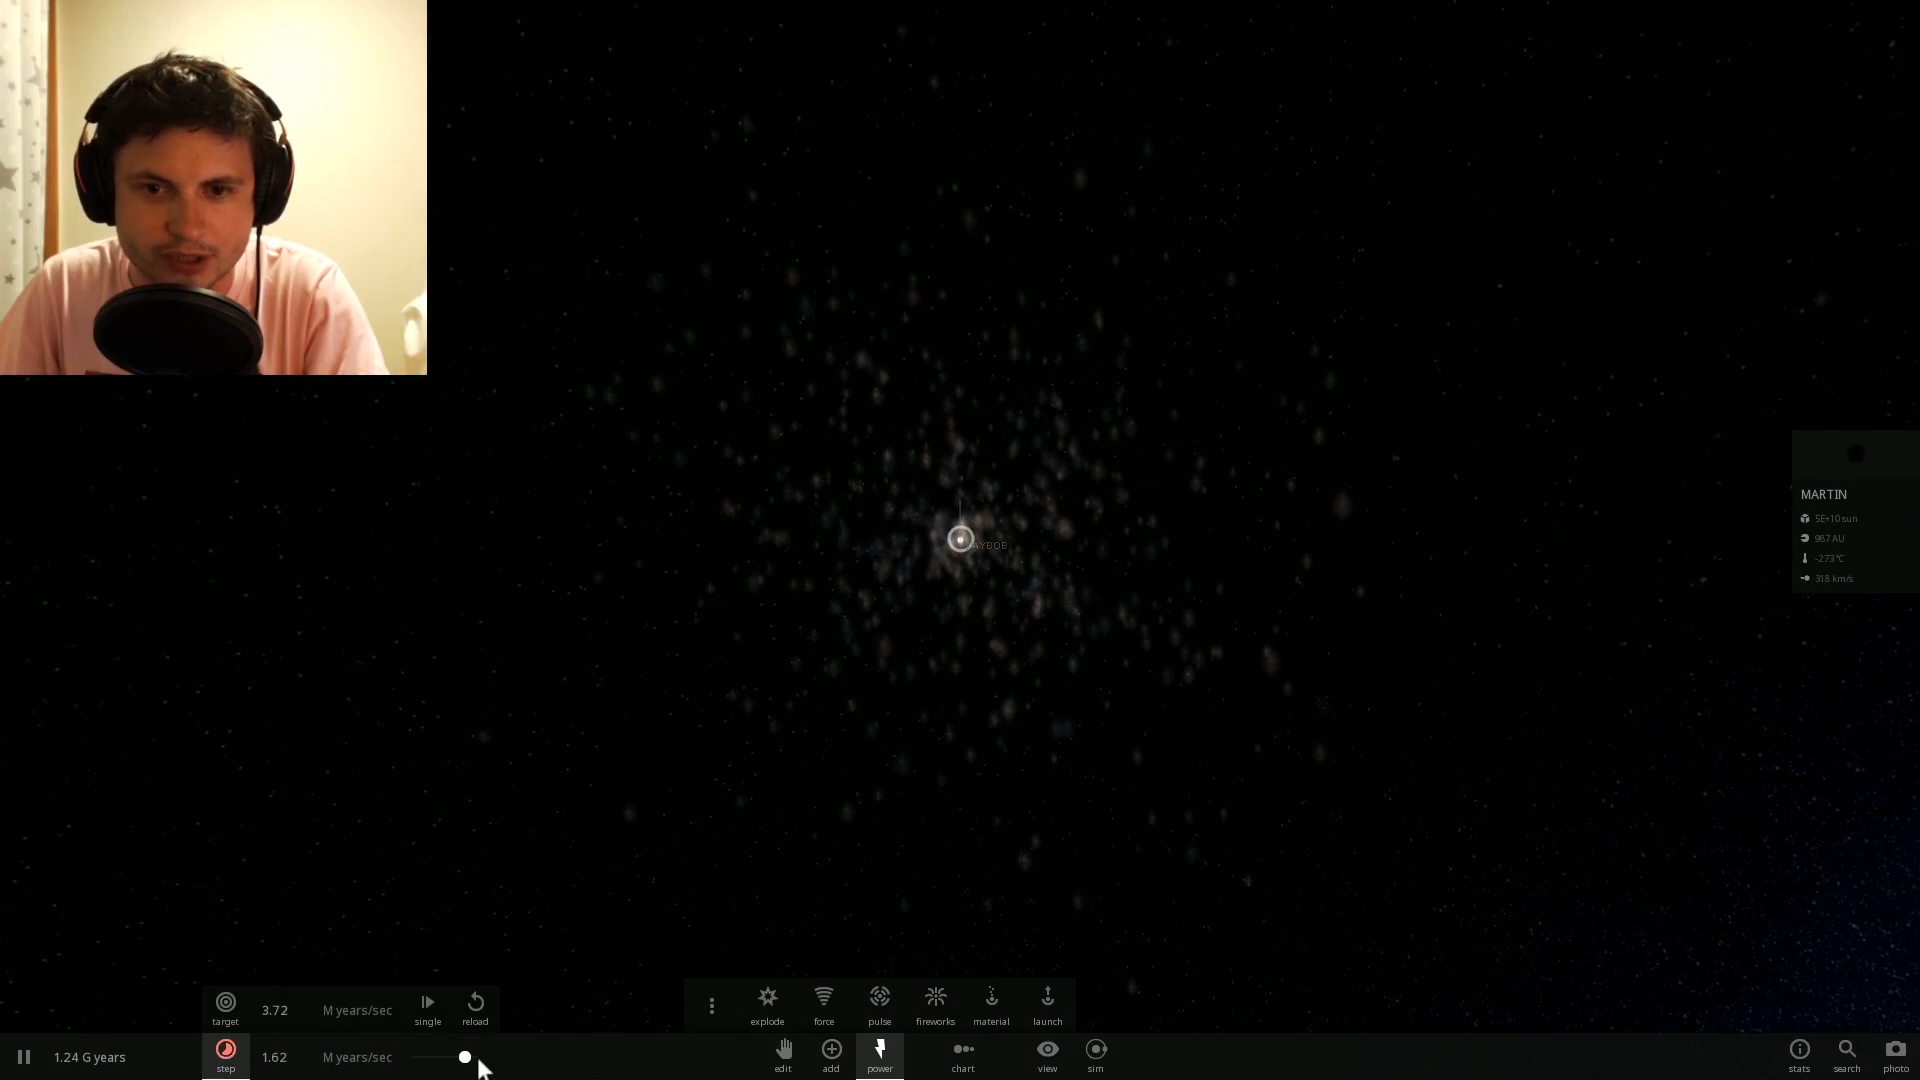 MARTIN
5E+10 sun
987 AU
-273°C
318 km/s
AYBOB
target
3.72
M years/sec
single
reload
explode
force
pulse
fireworks
material
launch
1.24 G years
step
1.62
M years/sec
edit
add
power
chart
view
sim
stats
search
photo